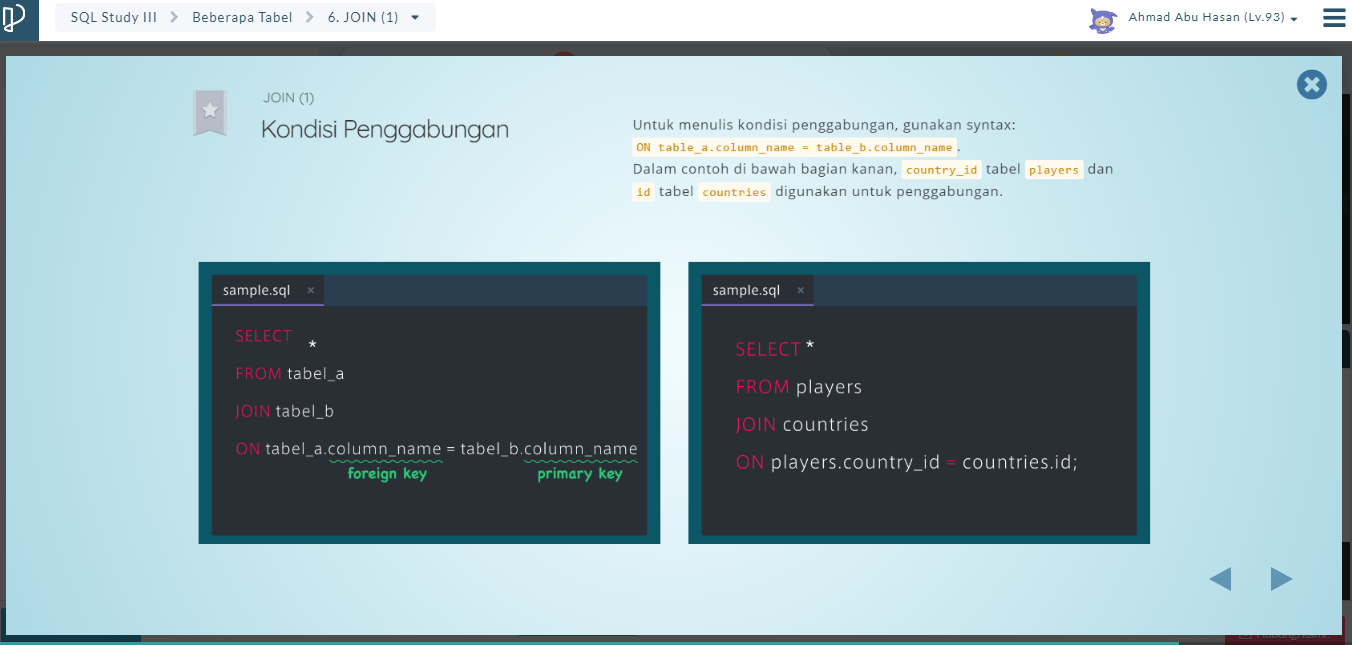 SQL Study III
Beberapa Tabel
6. JOIN (1)
Ahmad Abu Hasan (Lv.93)
JOIN (1)
Kondisi Penggabungan
Untuk menulis kondisi penggabungan, gunakan syntax:
ON table_a.column_name = table_b.column_name.
Dalam contoh di bawah bagian kanan, country_id tabel players dan
id tabel countries digunakan untuk penggabungan.
sample.sql ×
SELECT
*
FROM tabel_a
JOIN tabel_b
ON tabel_a.column_name = tabel_b.column_name
foreign key primary key
sample.sql ×
SELECT *
FROM players
JOIN countries
ON players.country_id = countries.id;